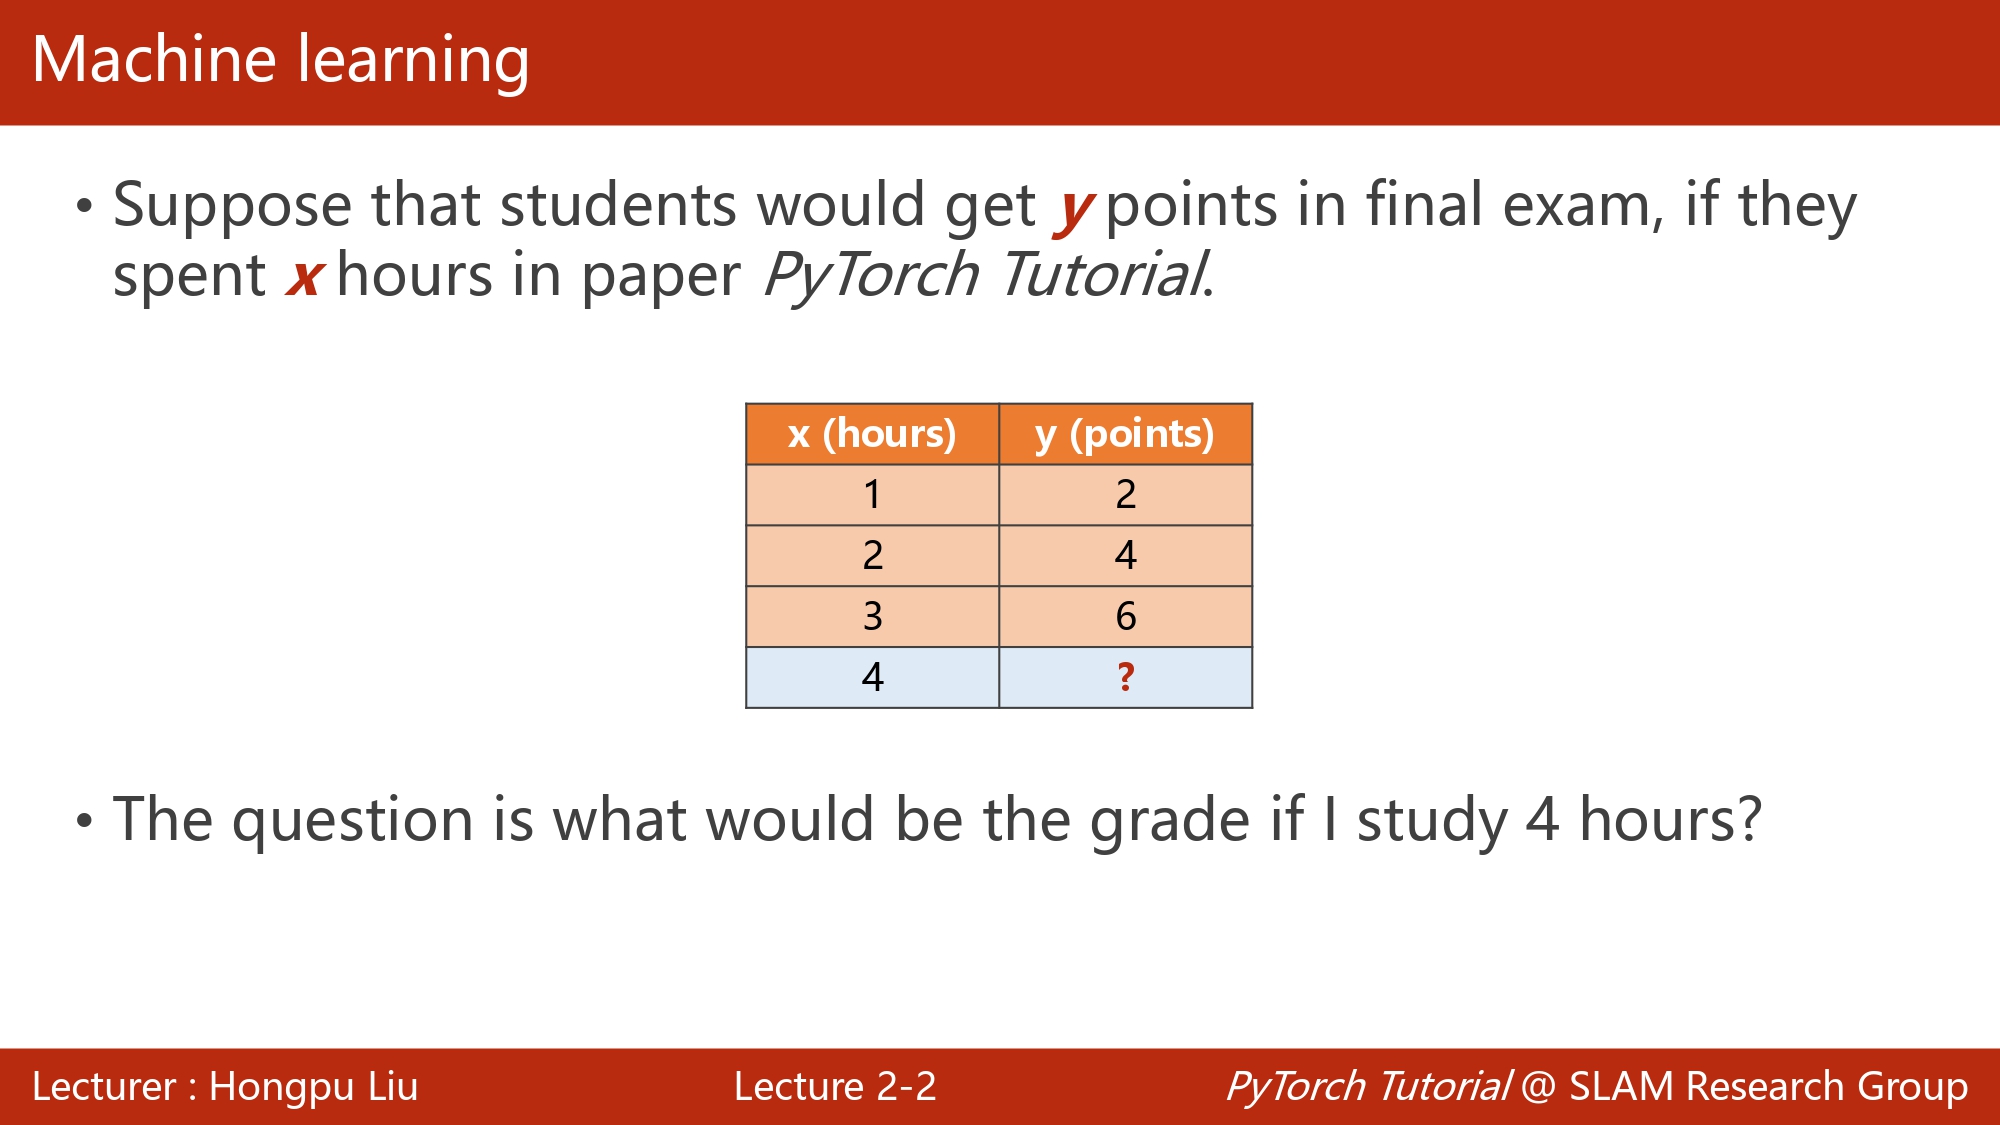 Machine learning
• Suppose that students would get y points in final exam, if they
spent x hours in paper PyTorch Tutorial.
x (hours) y (points)
1 2
2 4
3 6
4 ?
• The question is what would be the grade if I study 4 hours?
Lecturer : Hongpu Liu Lecture 2-2 PyTorch Tutorial @ SLAM Research Group